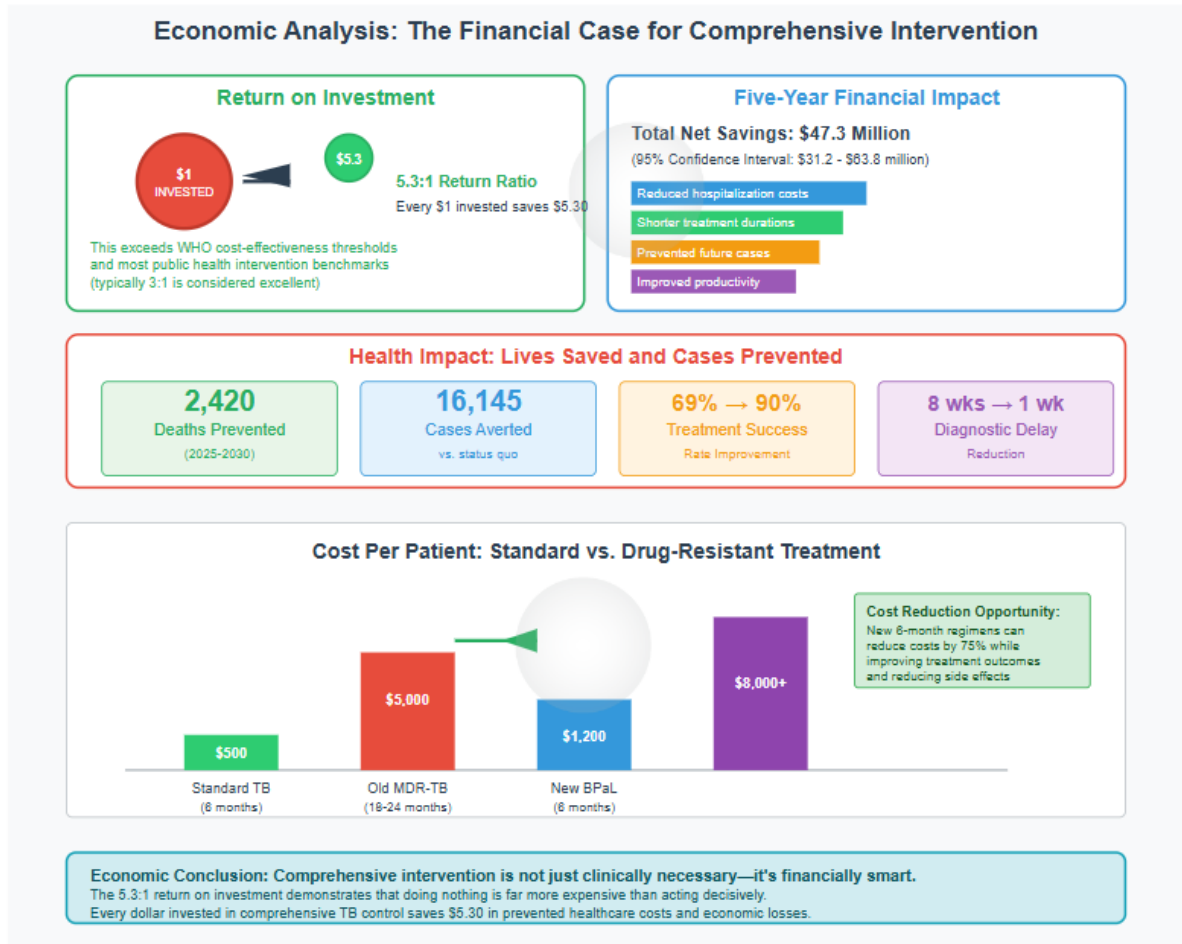 Economic Analysis: The Financial Case for Comprehensive Intervention
Return on Investment
$1
INVESTED
$5.3
5.3:1 Return Ratio
Every $1 invested saves $5.30
This exceeds WHO cost-effectiveness thresholds
and most public health intervention benchmarks
(typically 3:1 is considered excellent)
Five-Year Financial Impact
Total Net Savings: $47.3 Million
(95% Confidence Interval: $31.2 - $63.8 million)
Reduced hospitalization costs
Shorter treatment durations
Prevented future cases
Improved productivity
Health Impact: Lives Saved and Cases Prevented
2,420
Deaths Prevented
(2025-2030)
16,145
Cases Averted
vs. status quo
69% → 90%
Treatment Success
Rate Improvement
8 wks → 1 wk
Diagnostic Delay
Reduction
Cost Per Patient: Standard vs. Drug-Resistant Treatment
$500
Standard TB
(6 months)
$5,000
Old MDR-TB
(18-24 months)
$1,200
New BPaL
(6 months)
$8,000+
Cost Reduction Opportunity:
New 6-month regimens can
reduce costs by 75% while
improving treatment outcomes
and reducing side effects
Economic Conclusion: Comprehensive intervention is not just clinically necessary—it's financially smart.
The 5.3:1 return on investment demonstrates that doing nothing is far more expensive than acting decisively.
Every dollar invested in comprehensive TB control saves $5.30 in prevented healthcare costs and economic losses.